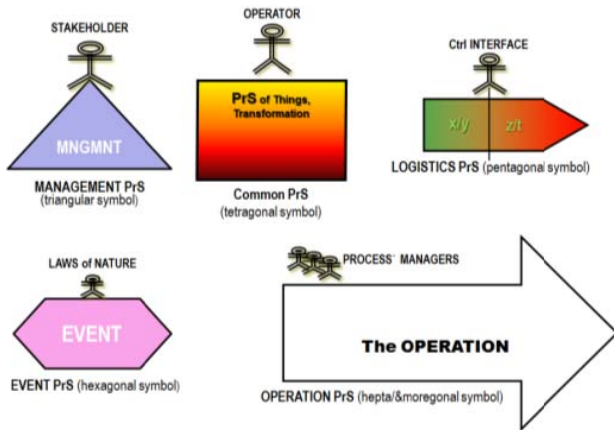 STAKEHOLDER
MNGMNT
MANAGEMENT PrS
(triangular symbol)
OPERATOR
PrS of Things,
Transformation
Common PrS
(tetragonal symbol)
Ctrl INTERFACE
x/y z/t
LOGISTICS PrS (pentagonal symbol)
LAWS of NATURE
EVENT
EVENT PrS (hexagonal symbol)
PROCESS` MANAGERS
The OPERATION
OPERATION PrS (hepta/&moregonal symbol)